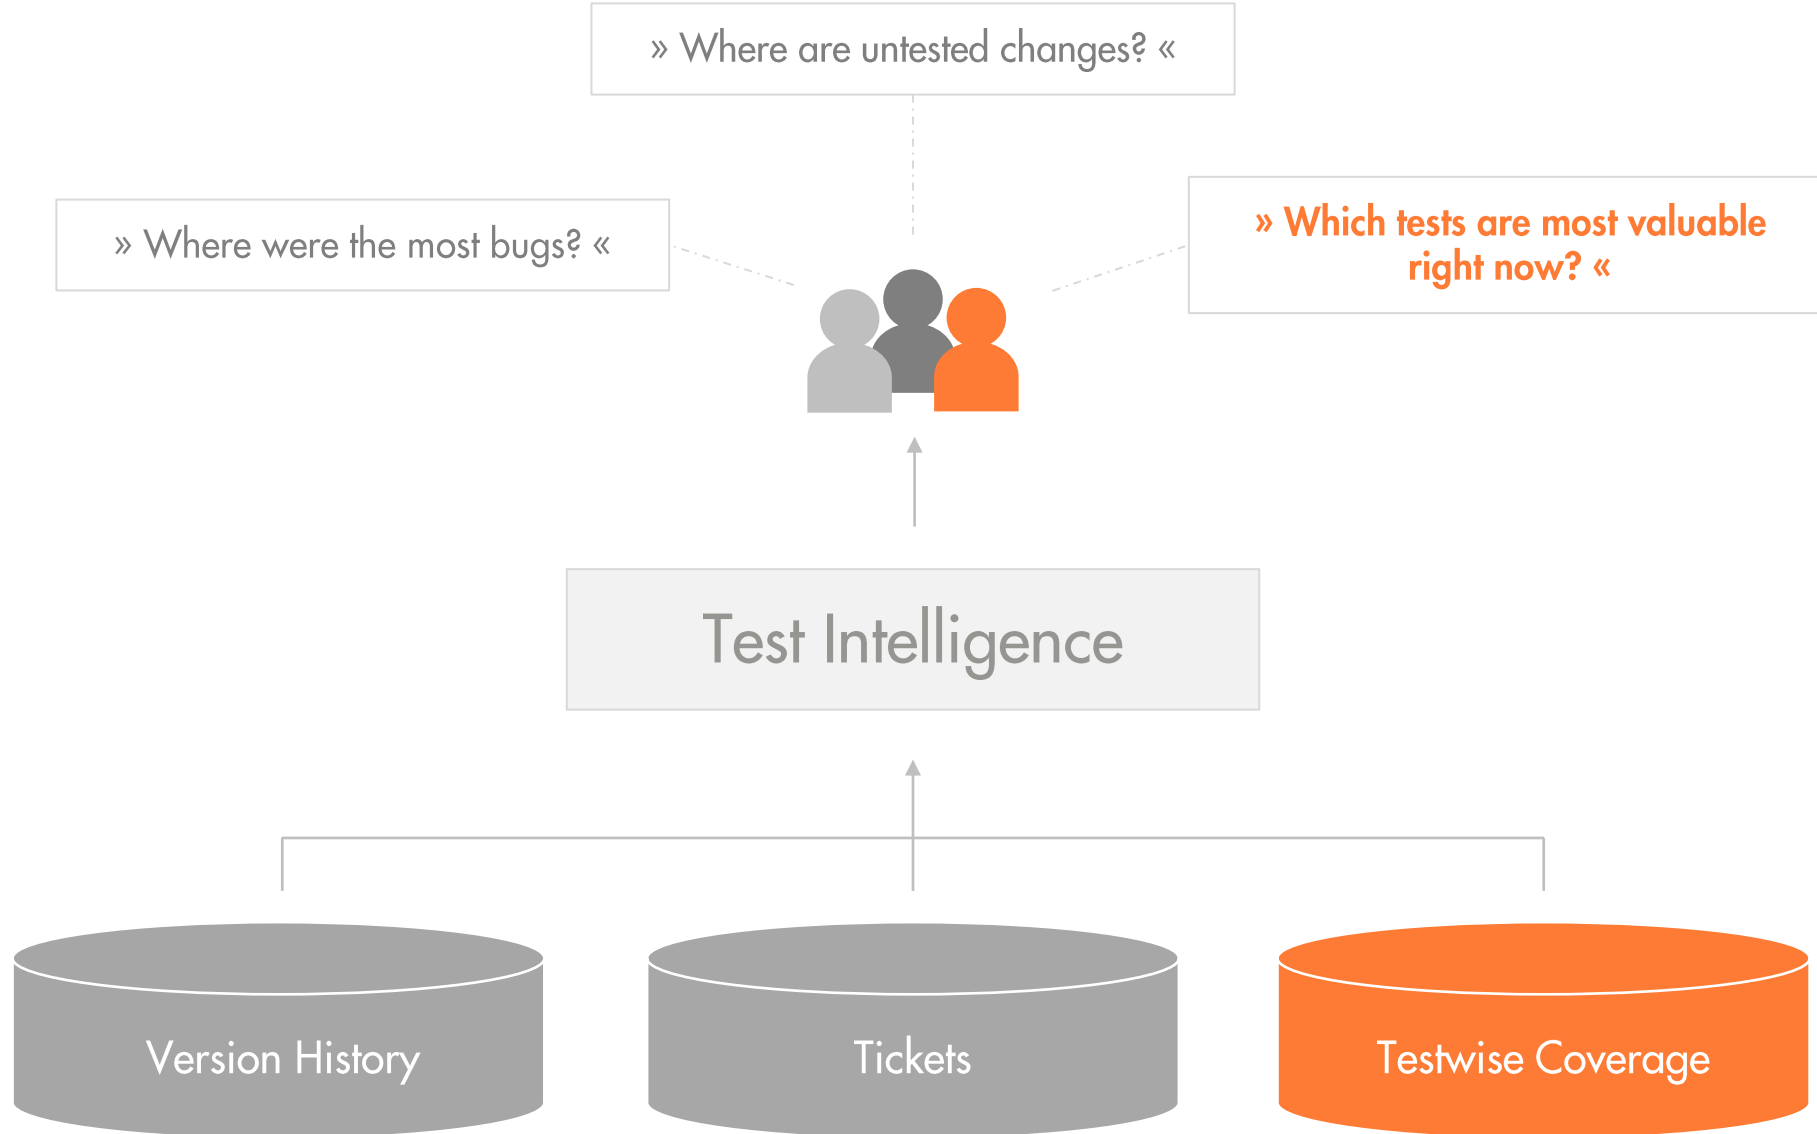 » Where are untested changes? «
» Where were the most bugs? «
» Which tests are most valuable
right now? «
Test Intelligence
Version History
Tickets
Testwise Coverage